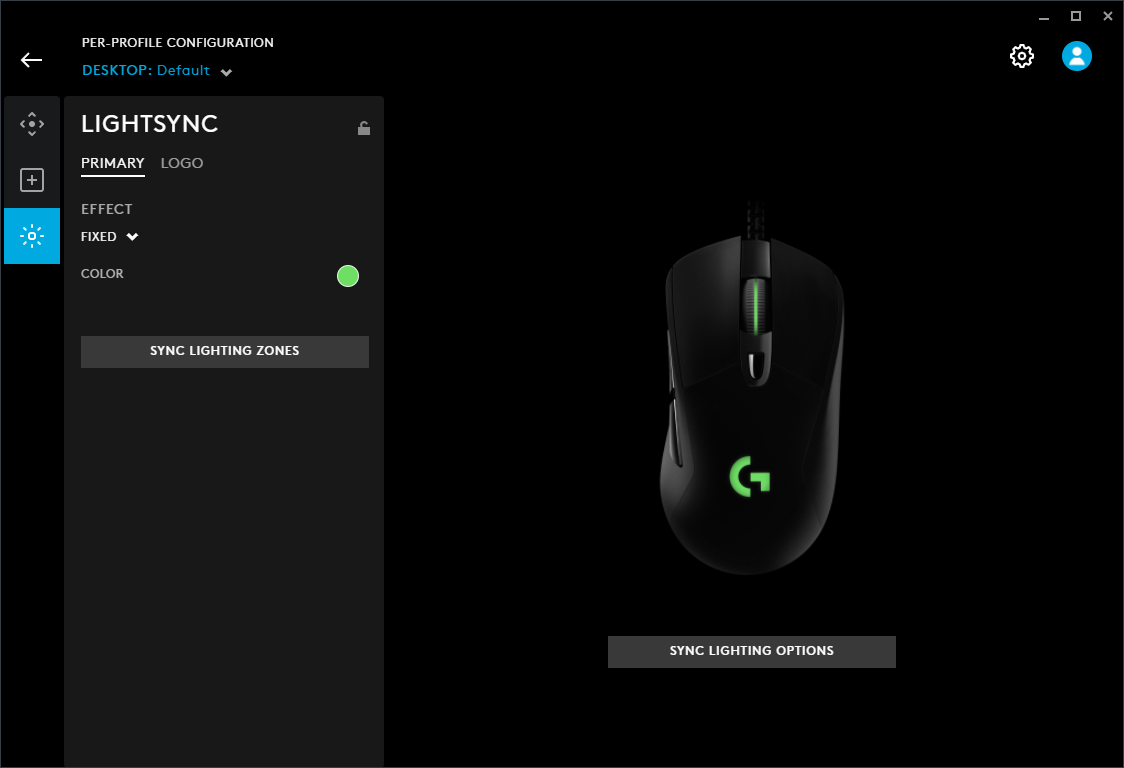 PER-PROFILE CONFIGURATION
DESKTOP: Default
LIGHTSYNC
PRIMARY LOGO
EFFECT
FIXED
COLOR
SYNC LIGHTING ZONES
G
SYNC LIGHTING OPTIONS